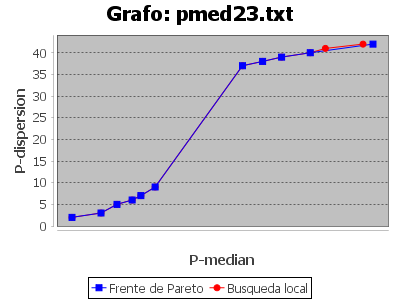 Grafo: pmed23.txt
P-dispersion
40
35
30
25
20
15
10
5
0
P-median
Frente de Pareto
Busqueda local